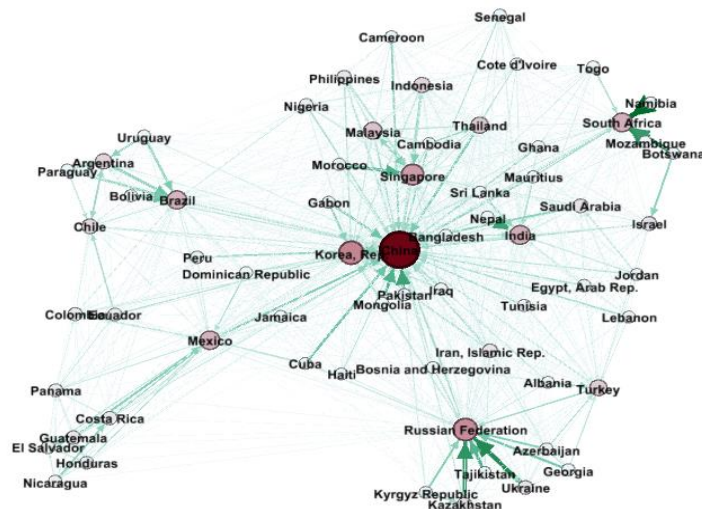 Senegal
Cameroon
Cote d'Ivoire
Togo
Philippines
Indonesia
Nigeria
Namibia
South Africa
Malaysia
Thailand
Uruguay
Cambodia
Ghana
Mozambique
Botswana
Argentina
Paraguay
Morocco
Singapore
Mauritius
Bolivia
Brazil
Sri Lanka
Gabon
Nepal
Saudi Arabia
Chile
Bangladesh
India
Israel
Peru
Korea, Rep.
China
Dominican Republic
Jordan
Egypt, Arab Rep.
Pakistan
Iraq
Mongolia
Tunisia
Colombia
Ecuador
Jamaica
Lebanon
Mexico
Cuba
Haiti
Bosnia and Herzegovina
Iran, Islamic Rep.
Albania
Turkey
Panama
Costa Rica
Russian Federation
Guatemala
El Salvador
Honduras
Azerbaijan
Georgia
Tajikistan
Nicaragua
Kyrgyz Republic
Ukraine
Kazakhstan